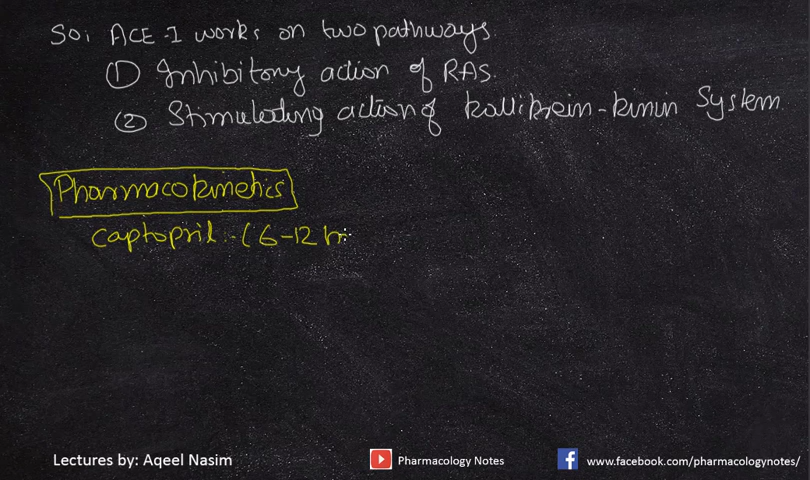 So, ACE-I works on two pathways
① Inhibitory action of RAS.
② Stimulating action of kallikrein-kinin System
Pharmacokinetics
Captopril - (6-12 hr
Lectures by: Aqeel Nasim
Pharmacology Notes
www.facebook.com/pharmacologynotes/